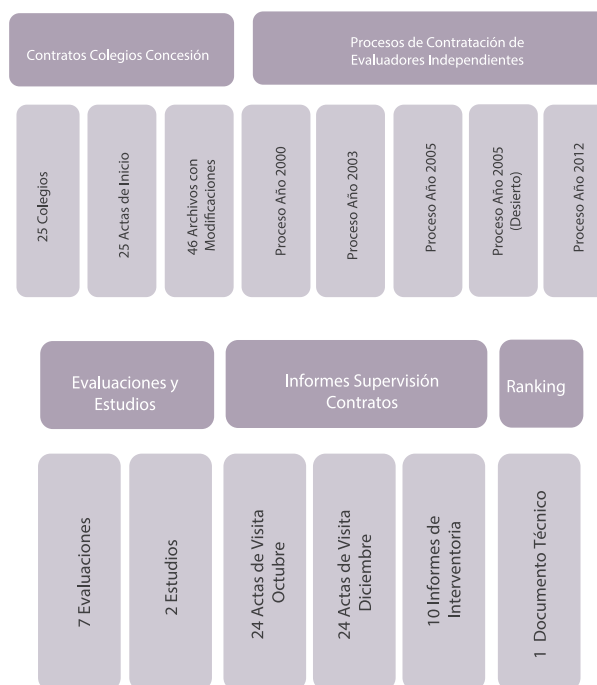 Contratos Colegios Concesión
Procesos de Contratación de
Evaluadores Independientes
25 Colegios
25 Actas de Inicio
46 Archivos con
Modificaciones
Proceso Año 2000
Proceso Año 2003
Proceso Año 2005
Proceso Año 2005
(Desierto)
Proceso Año 2012
Evaluaciones y
Estudios
Informes Supervisión
Contratos
Ranking
7 Evaluaciones
2 Estudios
24 Actas de Visita
Octubre
24 Actas de Visita
Diciembre
10 Informes de
Interventoria
1 Documento Técnico